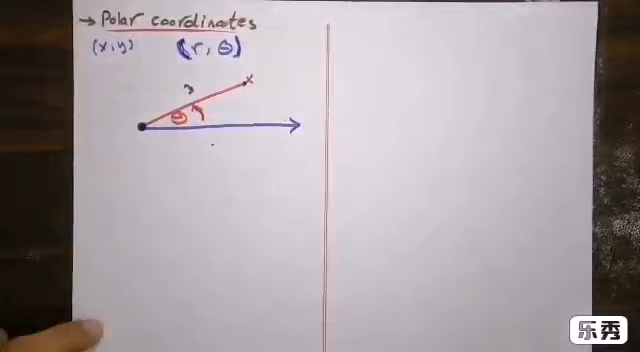 → Polar coordinates
(x,y) (r, θ)
r x
θ
乐秀